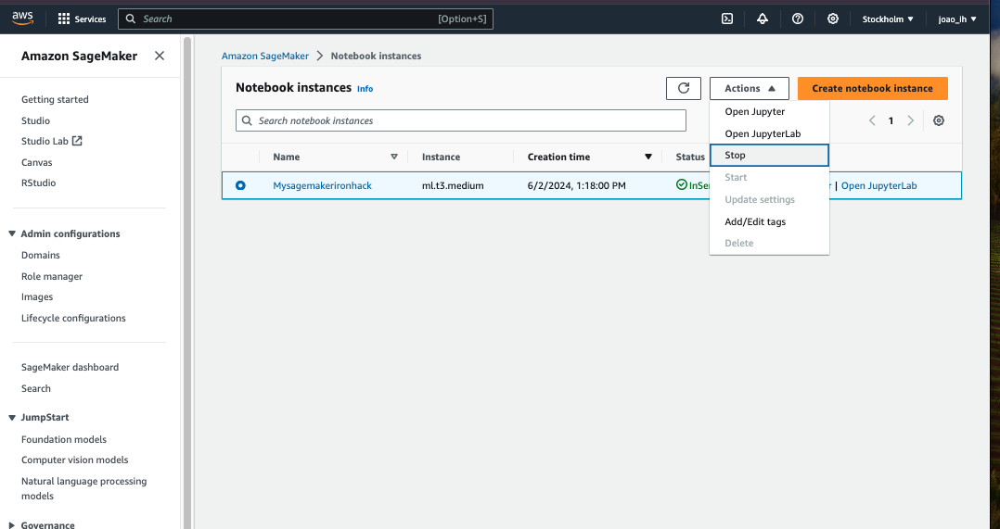 aws
Services
Search
[Option+S]
Stockholm
joao_ih
Amazon SageMaker
Getting started
Studio
Studio Lab
Canvas
RStudio
Admin configurations
Domains
Role manager
Images
Lifecycle configurations
SageMaker dashboard
Search
JumpStart
Foundation models
Computer vision models
Natural language processing
models
Governance
Amazon SageMaker > Notebook instances
Notebook instances Info
Actions
Create notebook instance
Search notebook instances
1
Name Instance Creation time Status
Mysagemakerironhack ml.t3.medium 6/2/2024, 1:18:00 PM InSer r | Open JupyterLab
Open Jupyter
Open JupyterLab
Stop
Start
Update settings
Add/Edit tags
Delete